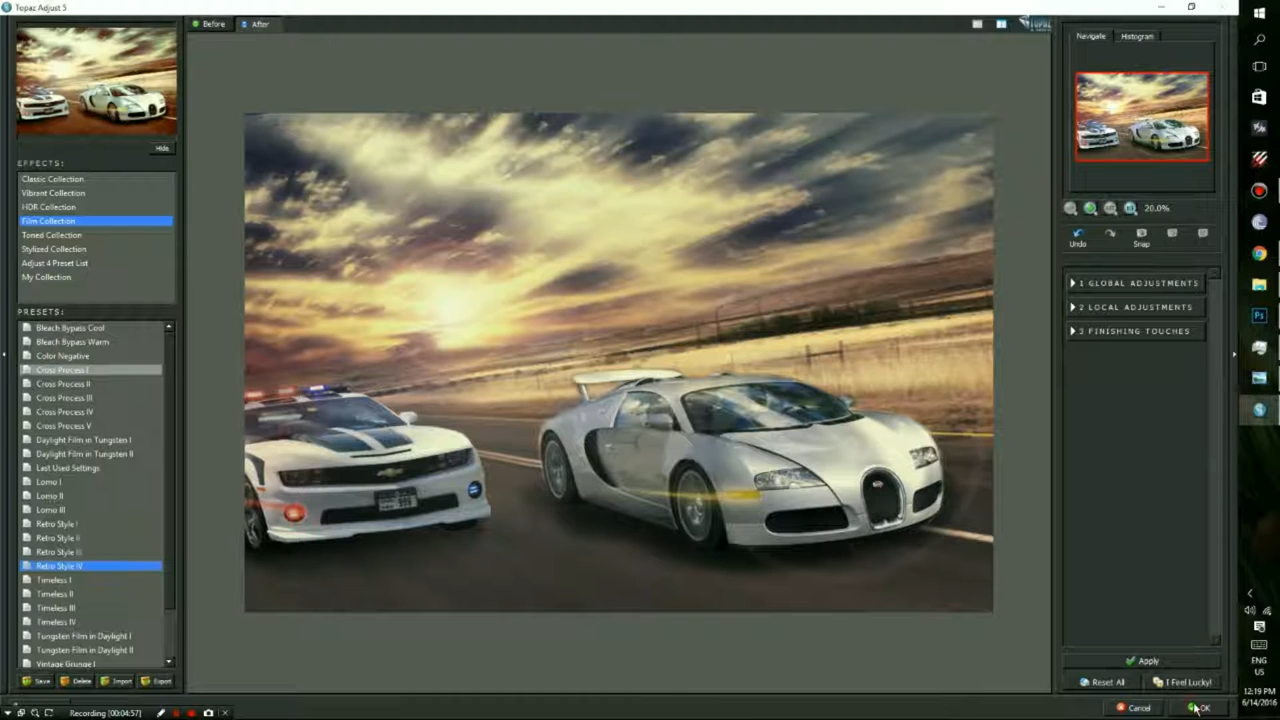 Topaz Adjust 5
Before
After
TOPAZ
Hide
EFFECTS:
Classic Collection
Vibrant Collection
HDR Collection
Film Collection
Toned Collection
Stylized Collection
Adjust 4 Preset List
My Collection
PRESETS:
Bleach Bypass Cool
Bleach Bypass Warm
Color Negative
Cross Process I
Cross Process II
Cross Process III
Cross Process IV
Cross Process V
Daylight Film in Tungsten I
Daylight Film in Tungsten II
Last Used Settings
Lomo I
Lomo II
Lomo III
Retro Style I
Retro Style II
Retro Style III
Retro Style IV
Timeless I
Timeless II
Timeless III
Timeless IV
Tungsten Film in Daylight I
Tungsten Film in Daylight II
Vintage Grunge I
Save
Delete
Import
Export
Recording [00:04:57]
Navigate
Histogram
20.0%
Undo
Snap
1 GLOBAL ADJUSTMENTS
2 LOCAL ADJUSTMENTS
3 FINISHING TOUCHES
Apply
Reset All
I Feel Lucky!
Cancel
OK
Ps
ENG
US
12:19 PM
6/14/2016